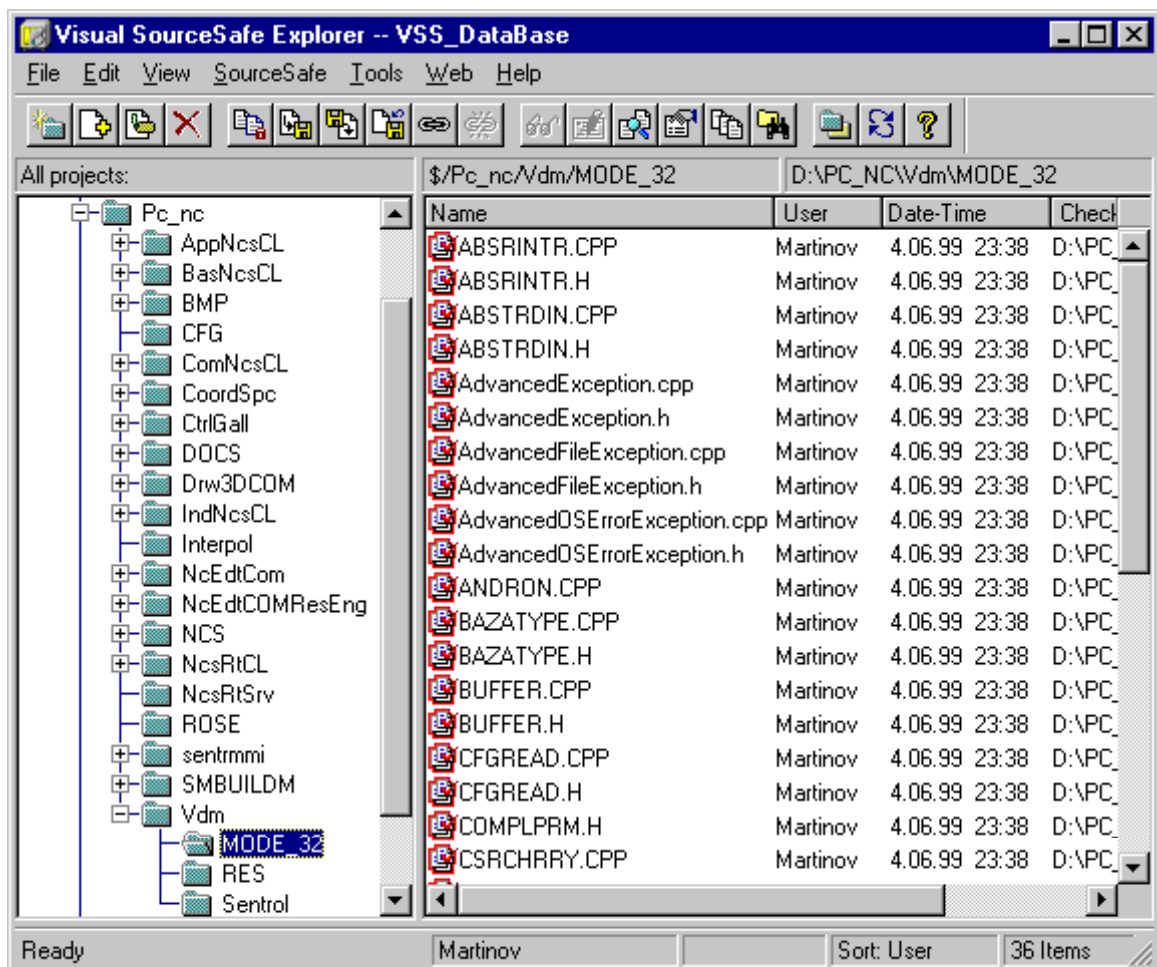 Visual SourceSafe Explorer -- VSS_DataBase
File Edit View SourceSafe Tools Web Help
All projects:
$/Pc_nc/Vdm/MODE_32
D:\PC_NC\Vdm\MODE_32
Pc_nc
AppNcsCL
BasNcsCL
BMP
CFG
ComNcsCL
CoordSpc
CtrlGall
DOCS
Drw3DCOM
IndNcsCL
Interpol
NcEdtCom
NcEdtCOMResEng
NCS
NcsRtCL
NcsRtSrv
ROSE
sentrmmi
SMBUILDM
Vdm
MODE_32
RES
Sentrol
Name User Date-Time Check
ABSRINTR.CPP Martinov 4.06.99 23:38 D:\PC_
ABSRINTR.H Martinov 4.06.99 23:38 D:\PC_
ABSTRDIN.CPP Martinov 4.06.99 23:38 D:\PC_
ABSTRDIN.H Martinov 4.06.99 23:38 D:\PC_
AdvancedException.cpp Martinov 4.06.99 23:38 D:\PC_
AdvancedException.h Martinov 4.06.99 23:38 D:\PC_
AdvancedFileException.cpp Martinov 4.06.99 23:38 D:\PC_
AdvancedFileException.h Martinov 4.06.99 23:38 D:\PC_
AdvancedOSErrorException.cpp Martinov 4.06.99 23:38 D:\PC_
AdvancedOSErrorException.h Martinov 4.06.99 23:38 D:\PC_
ANDRON.CPP Martinov 4.06.99 23:38 D:\PC_
BAZATYPE.CPP Martinov 4.06.99 23:38 D:\PC_
BAZATYPE.H Martinov 4.06.99 23:38 D:\PC_
BUFFER.CPP Martinov 4.06.99 23:38 D:\PC_
BUFFER.H Martinov 4.06.99 23:38 D:\PC_
CFGREAD.CPP Martinov 4.06.99 23:38 D:\PC_
CFGREAD.H Martinov 4.06.99 23:38 D:\PC_
COMPLPRM.H Martinov 4.06.99 23:38 D:\PC_
CSRCHRRY.CPP Martinov 4.06.99 23:38 D:\PC_
Ready Martinov Sort: User 36 Items